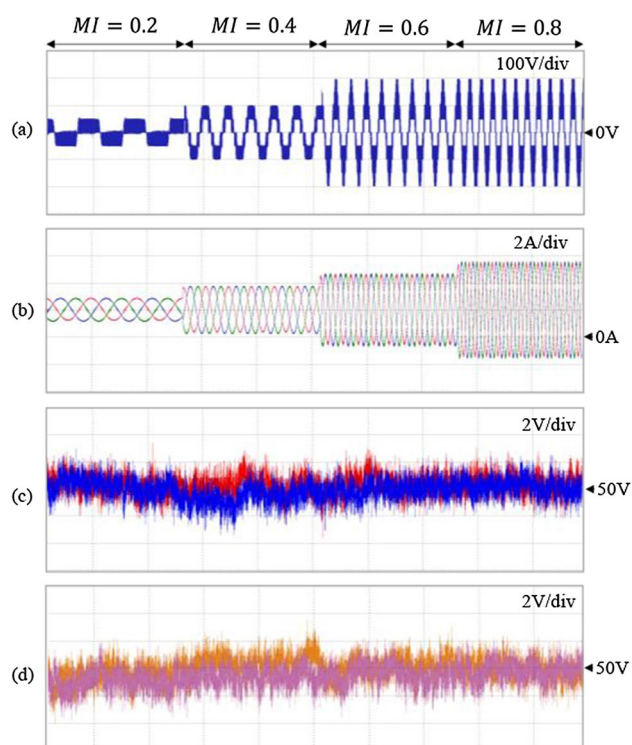 MI = 0.2 MI = 0.4 MI = 0.6 MI = 0.8
100V/div
(a) 0V
2A/div
(b) 0A
2V/div
(c) 50V
2V/div
(d) 50V